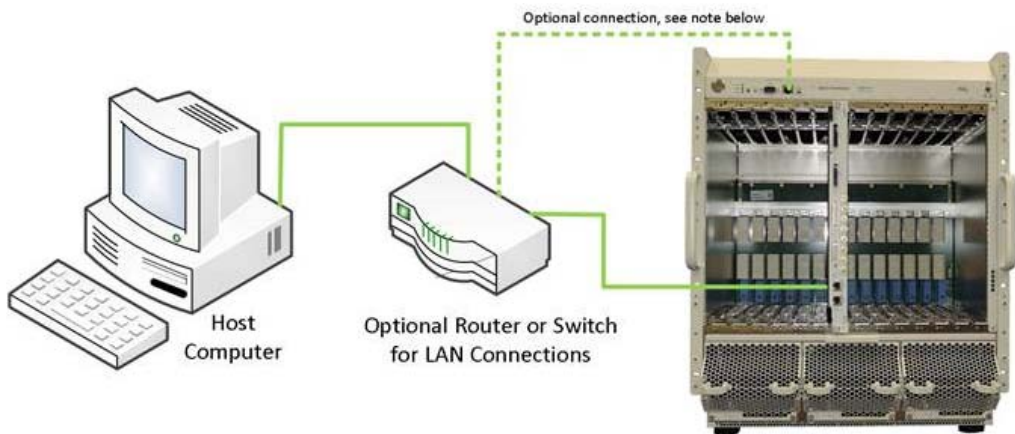 Optional connection, see note below
Host
Computer
Optional Router or Switch
for LAN Connections